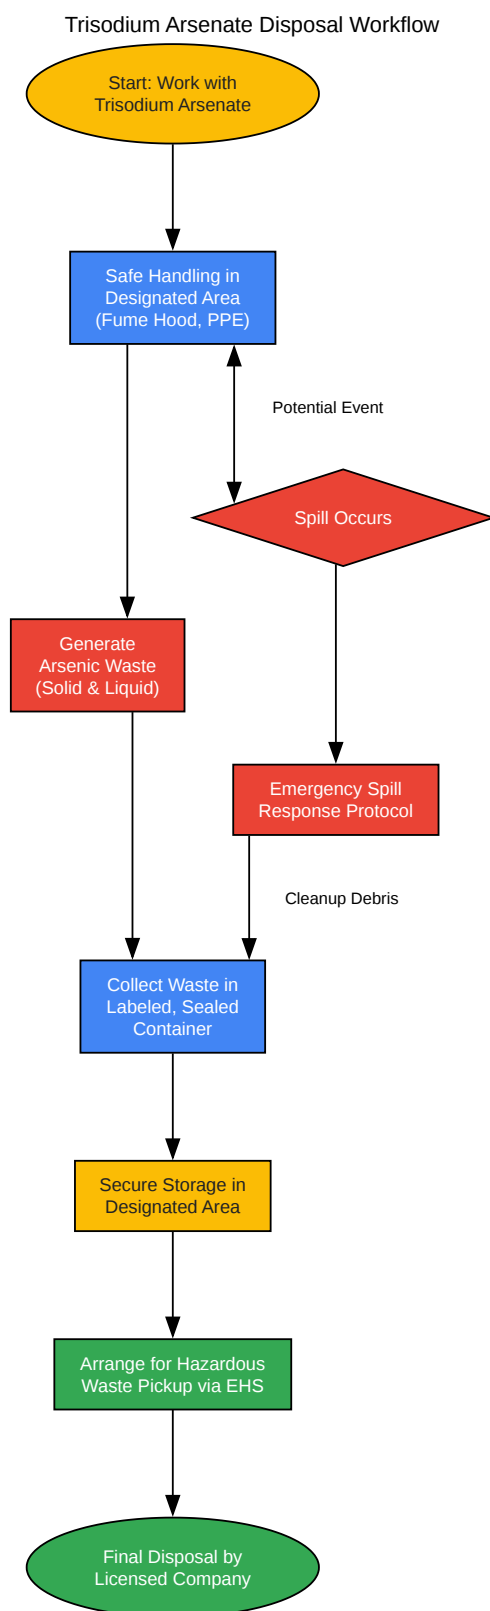 Trisodium Arsenate Disposal Workflow
Start: Work with
Trisodium Arsenate
Safe Handling in
Designated Area
(Fume Hood, PPE)
Potential Event
Spill Occurs
Generate
Arsenic Waste
(Solid & Liquid)
Emergency Spill
Response Protocol
Cleanup Debris
Collect Waste in
Labeled, Sealed
Container
Secure Storage in
Designated Area
Arrange for Hazardous
Waste Pickup via EHS
Final Disposal by
Licensed Company